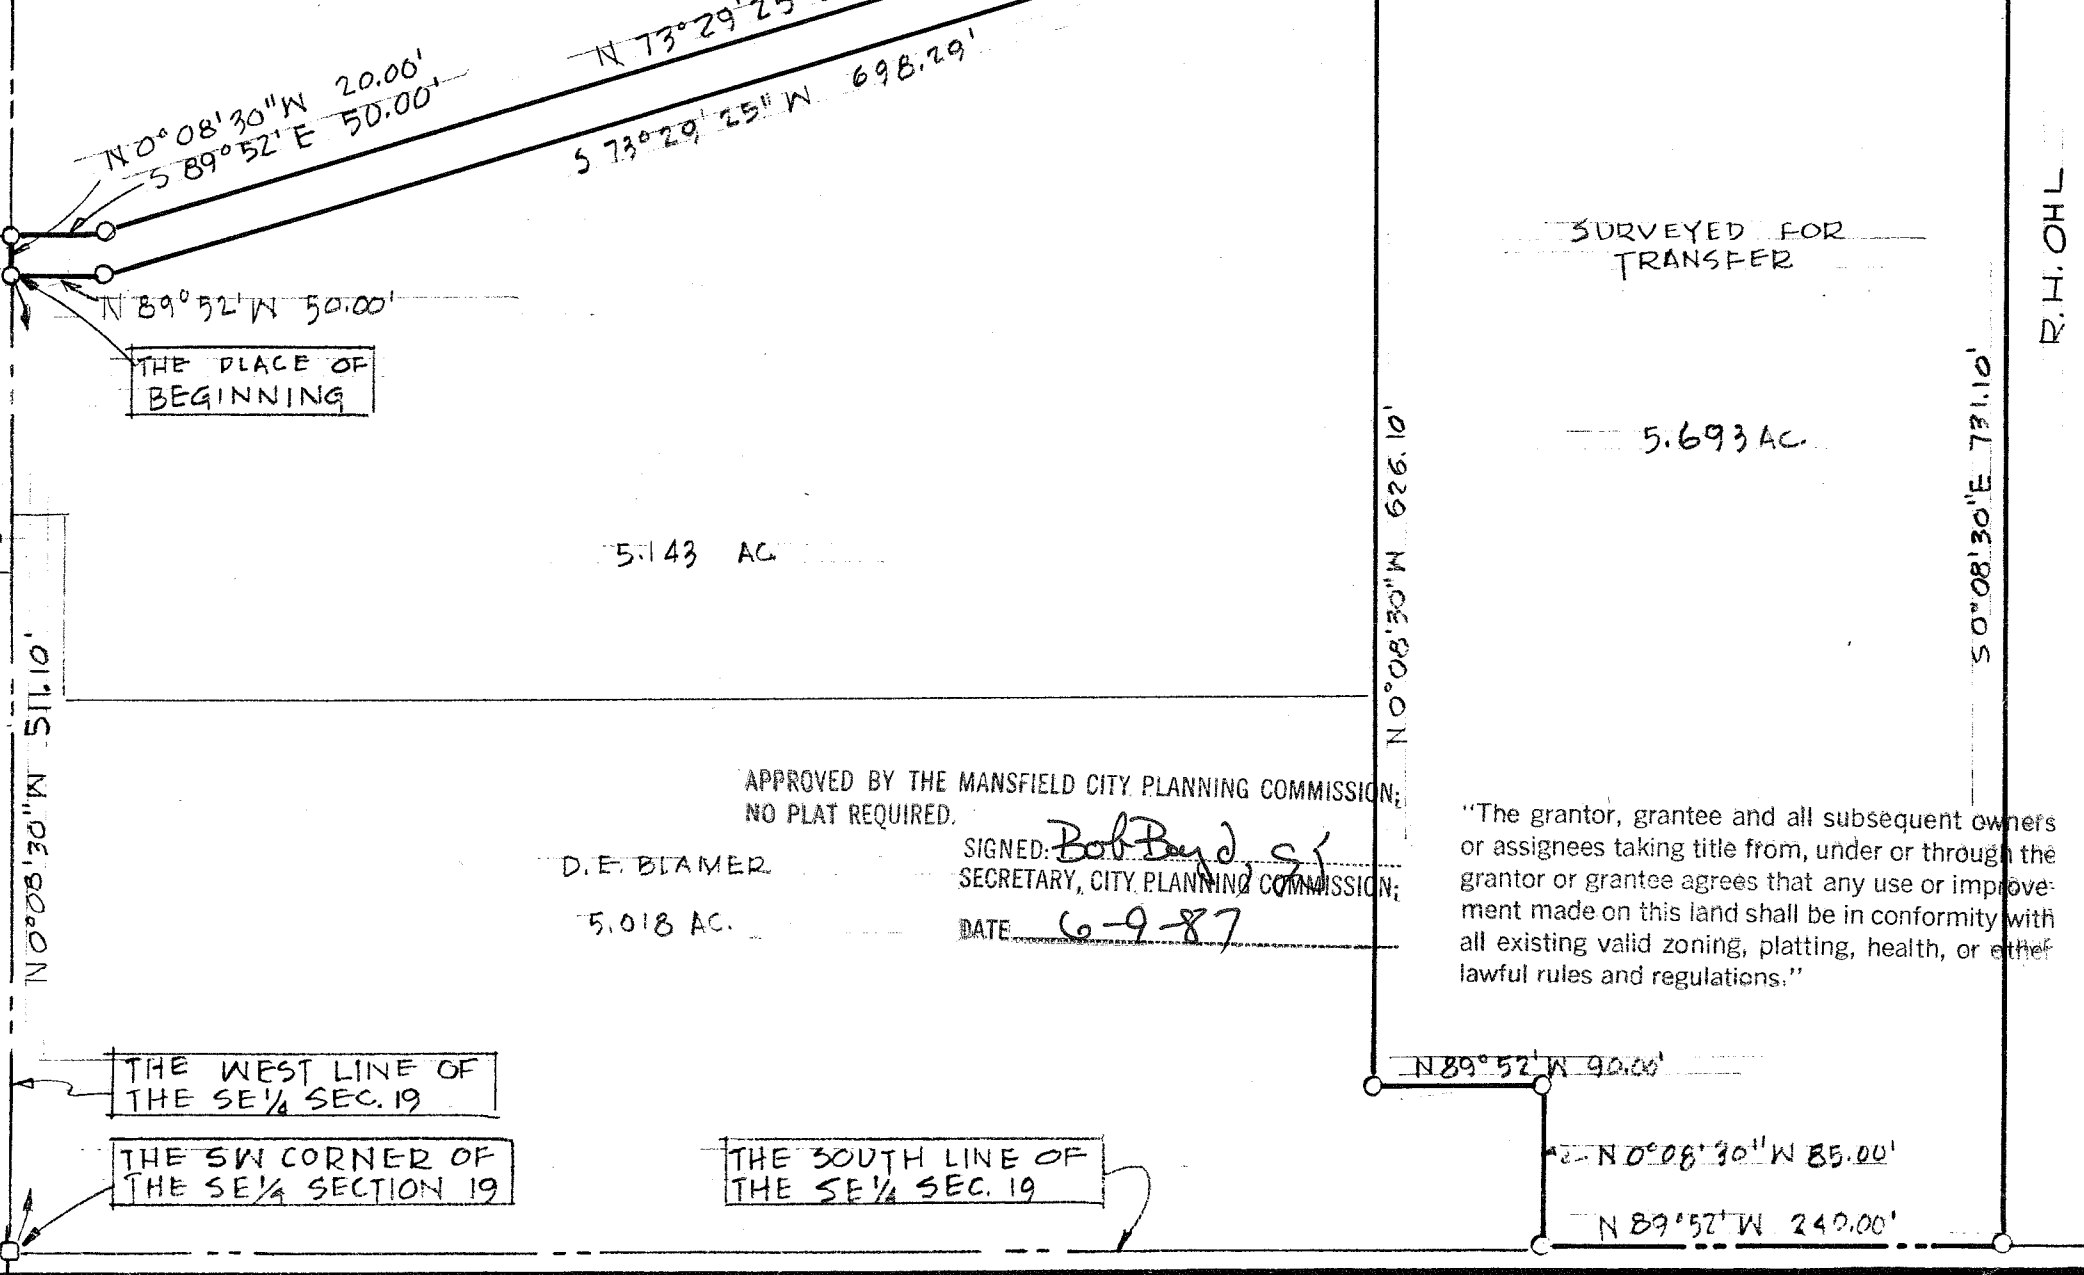 N 73°29'25
N 0°08'30"W 20.00'
S 89°52' E 50.00'
S 73°29'25" W 698.29'
N 89°52' W 50.00'
THE PLACE OF
BEGINNING
SURVEYED FOR
TRANSFER
R.H. OHL
5.693 AC.
S 0°08'30"E 731.10'
N 0°08'30"W 626.10'
5.143 AC.
N 0°08'30"W 511.10'
APPROVED BY THE MANSFIELD CITY PLANNING COMMISSION;
NO PLAT REQUIRED.
SIGNED: Bob Boyd,
SECRETARY, CITY PLANNING COMMISSION;
DATE 6-9-87
D.E. BLAMER
5.018 AC.
"The grantor, grantee and all subsequent owners
or assignees taking title from, under or through the
grantor or grantee agrees that any use or improve-
ment made on this land shall be in conformity with
all existing valid zoning, platting, health, or other
lawful rules and regulations."
THE WEST LINE OF
THE SE 1/4 SEC. 19
THE SW CORNER OF
THE SE 1/4 SECTION 19
THE SOUTH LINE OF
THE SE 1/4 SEC. 19
N 89°52' W 90.00'
N 0°08'30" W 85.00'
N 89°52' W 240.00'